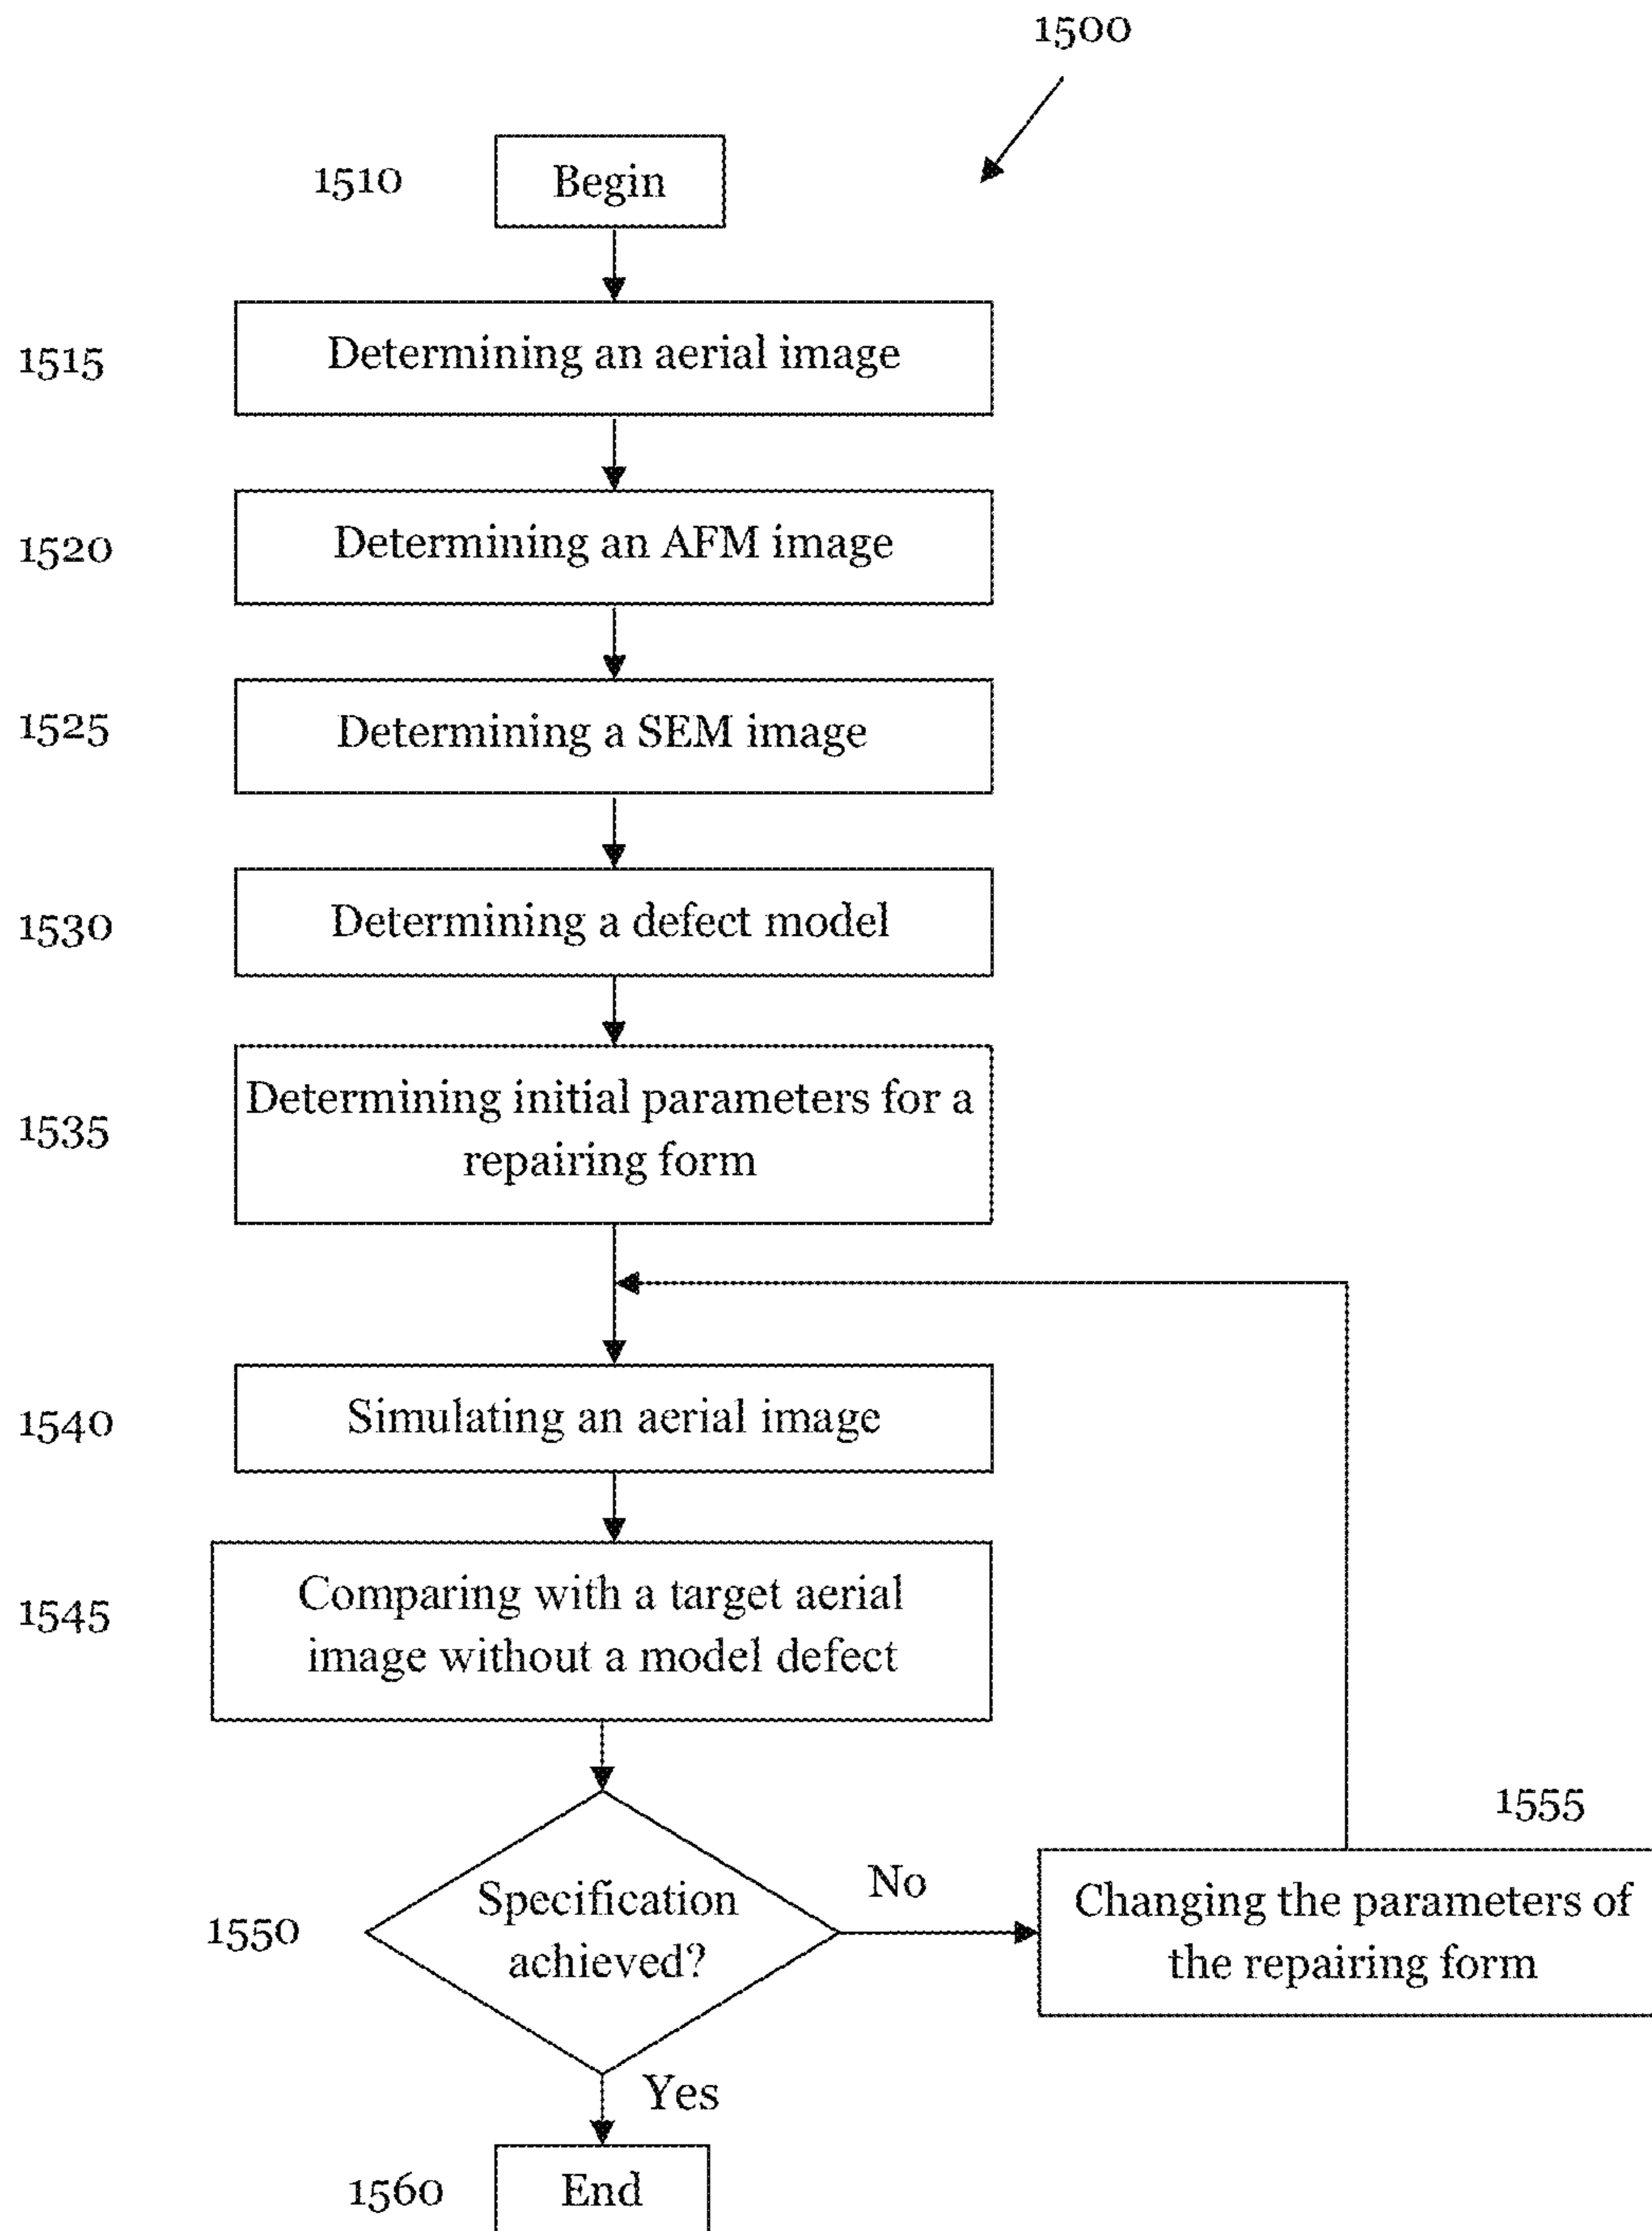 1500
1510
Begin
1515
Determining an aerial image
1520
Determining an AFM image
1525
Determining a SEM image
1530
Determining a defect model
1535
Determining initial parameters for a
repairing form
1540
Simulating an aerial image
1545
Comparing with a target aerial
image without a model defect
1550
Specification
achieved?
No
1555
Changing the parameters of
the repairing form
Yes
1560
End